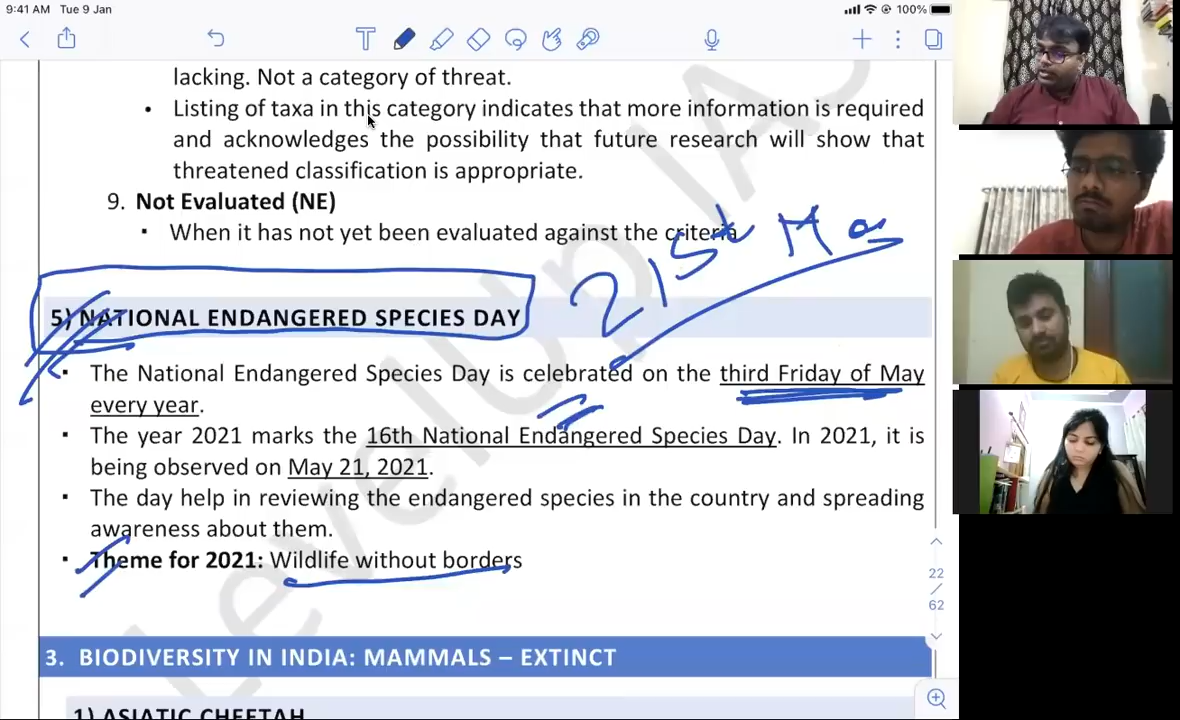 9:41 AM Tue 9 Jan
100%
lacking. Not a category of threat.
• Listing of taxa in this category indicates that more information is required
and acknowledges the possibility that future research will show that
threatened classification is appropriate.
9. Not Evaluated (NE)
▪ When it has not yet been evaluated against the criteria
21st Ma
5) NATIONAL ENDANGERED SPECIES DAY
▪ The National Endangered Species Day is celebrated on the third Friday of May
every year.
▪ The year 2021 marks the 16th National Endangered Species Day. In 2021, it is
being observed on May 21, 2021.
▪ The day help in reviewing the endangered species in the country and spreading
awareness about them.
▪ Theme for 2021: Wildlife without borders
22
/
62
3. BIODIVERSITY IN INDIA: MAMMALS – EXTINCT
1) ASIATIC CHEETAH
LevelUp IAS